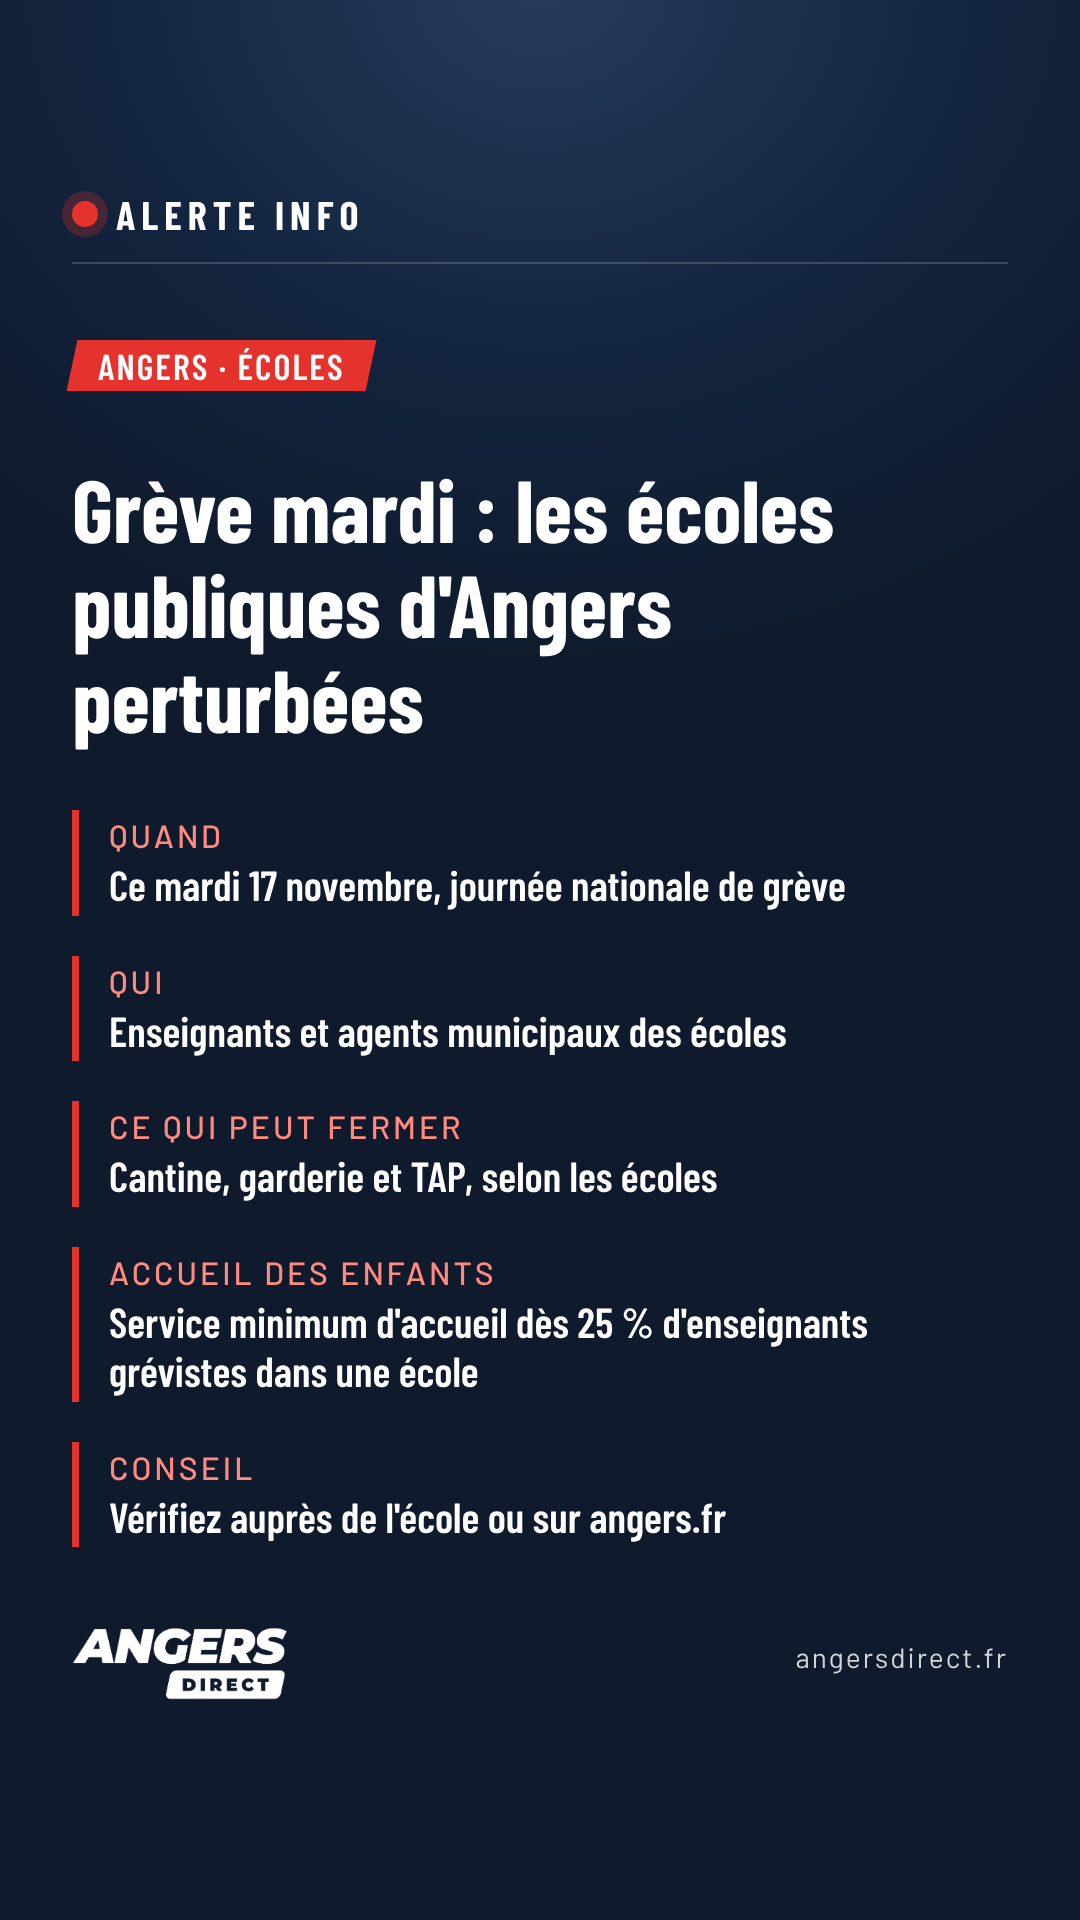 ALERTE INFO
ANGERS · ÉCOLES
Grève mardi : les écoles
publiques d'Angers
perturbées
QUAND
Ce mardi 17 novembre, journée nationale de grève
QUI
Enseignants et agents municipaux des écoles
CE QUI PEUT FERMER
Cantine, garderie et TAP, selon les écoles
ACCUEIL DES ENFANTS
Service minimum d'accueil dès 25 % d'enseignants
grévistes dans une école
CONSEIL
Vérifiez auprès de l'école ou sur angers.fr
ANGERS
DIRECT
angersdirect.fr